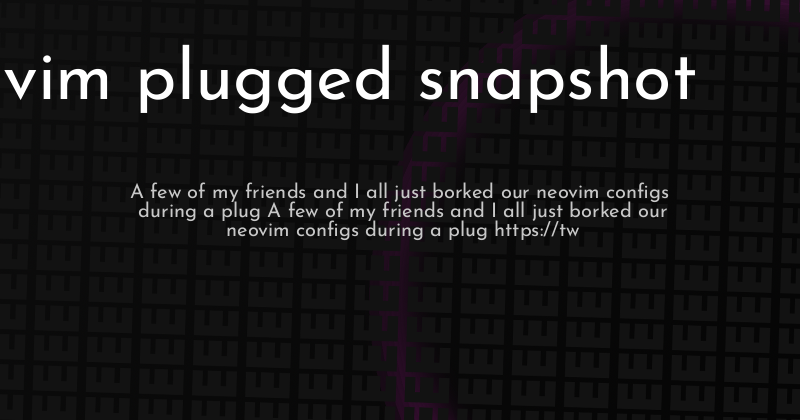 vim plugged snapshot
A few of my friends and I all just borked our neovim configs
during a plug A few of my friends and I all just borked our
neovim configs during a plug https://tw